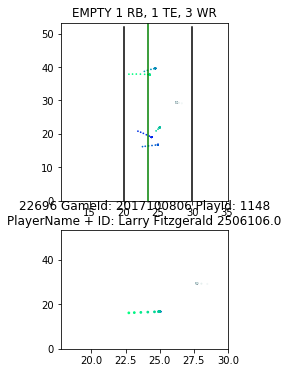 EMPTY 1 RB, 1 TE, 3 WR
50
40
30
20
10
0
15 20 25 30 35
22696 GameId: 2017100806 PlayId: 1148
PlayerName + ID: Larry Fitzgerald 2506106.0
40
20
0
20.0 22.5 25.0 27.5 30.0